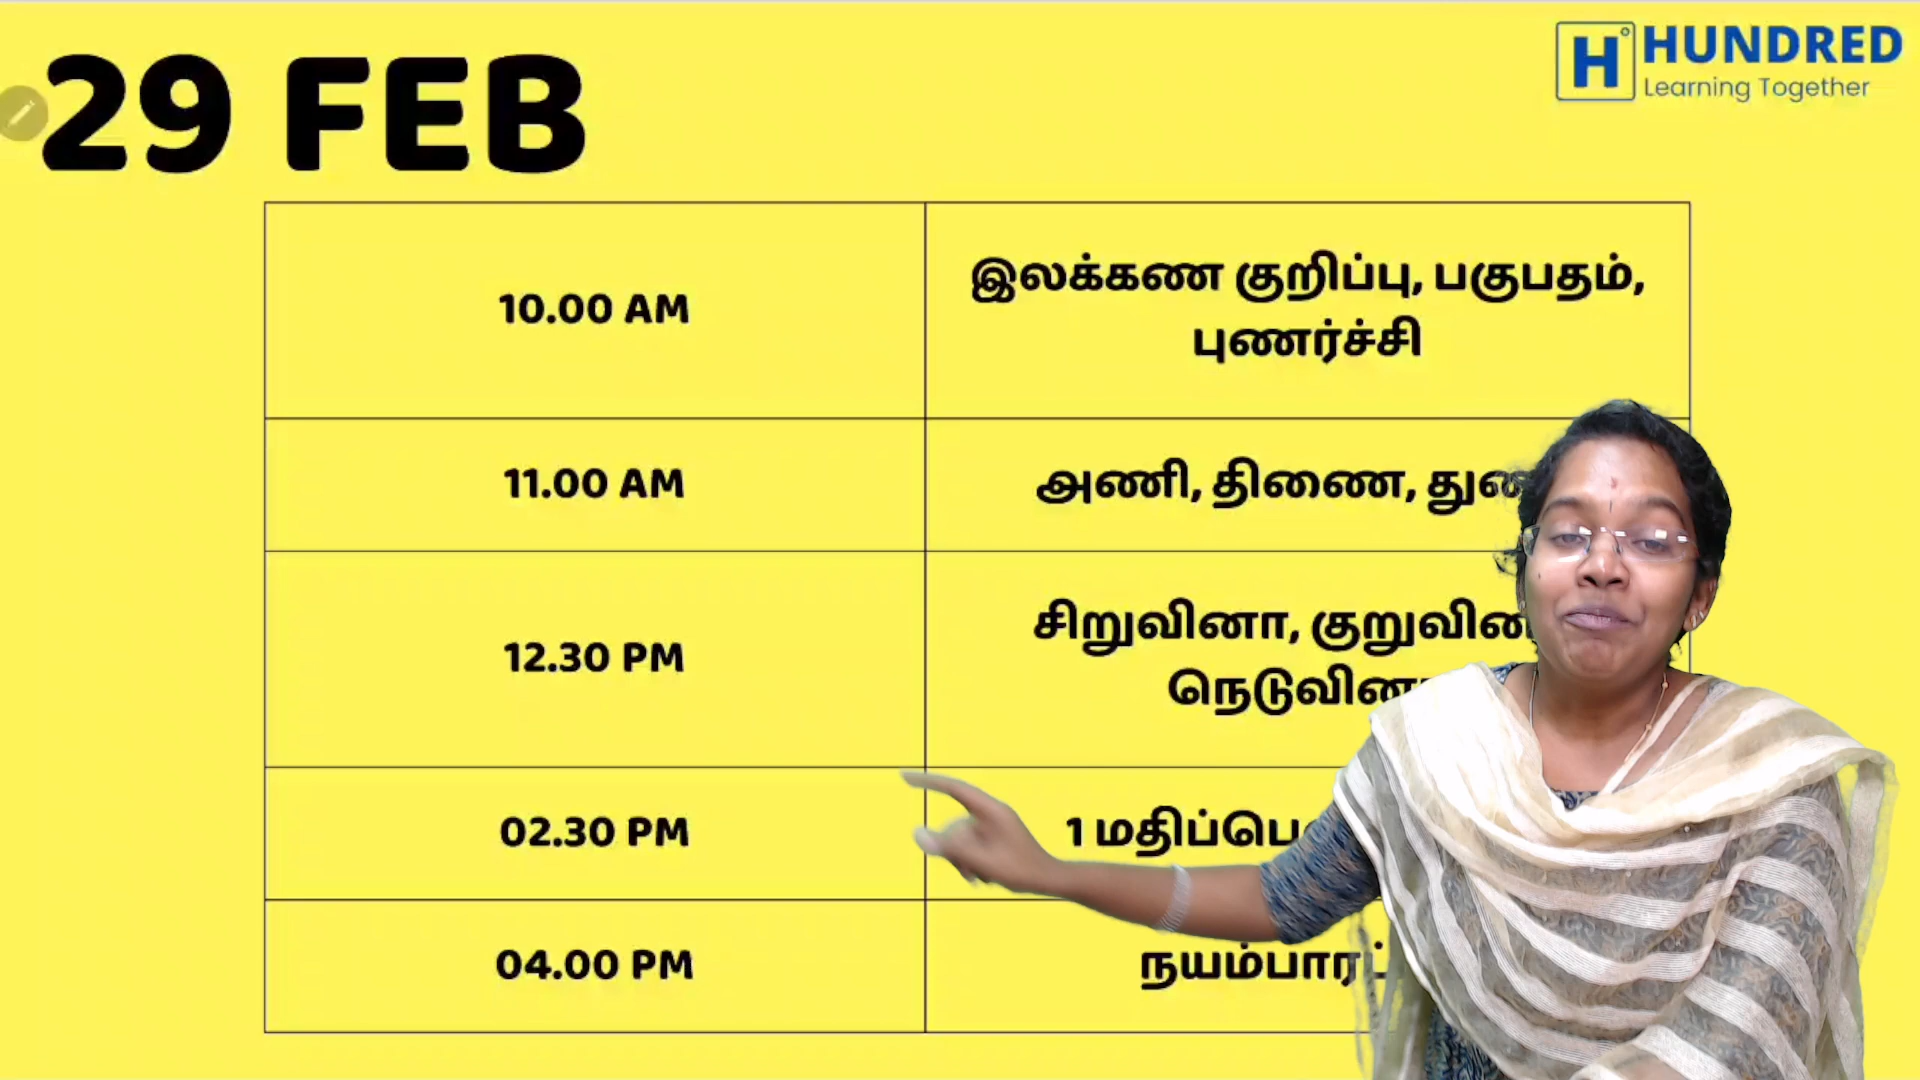 29 FEB
H HUNDRED
Learning Together
10.00 AM
இலக்கண குறிப்பு, பகுபதம்,
புணர்ச்சி
11.00 AM
அணி, திணை,
12.30 PM
சிறுவினா,
02.30 PM
1
04.00 PM